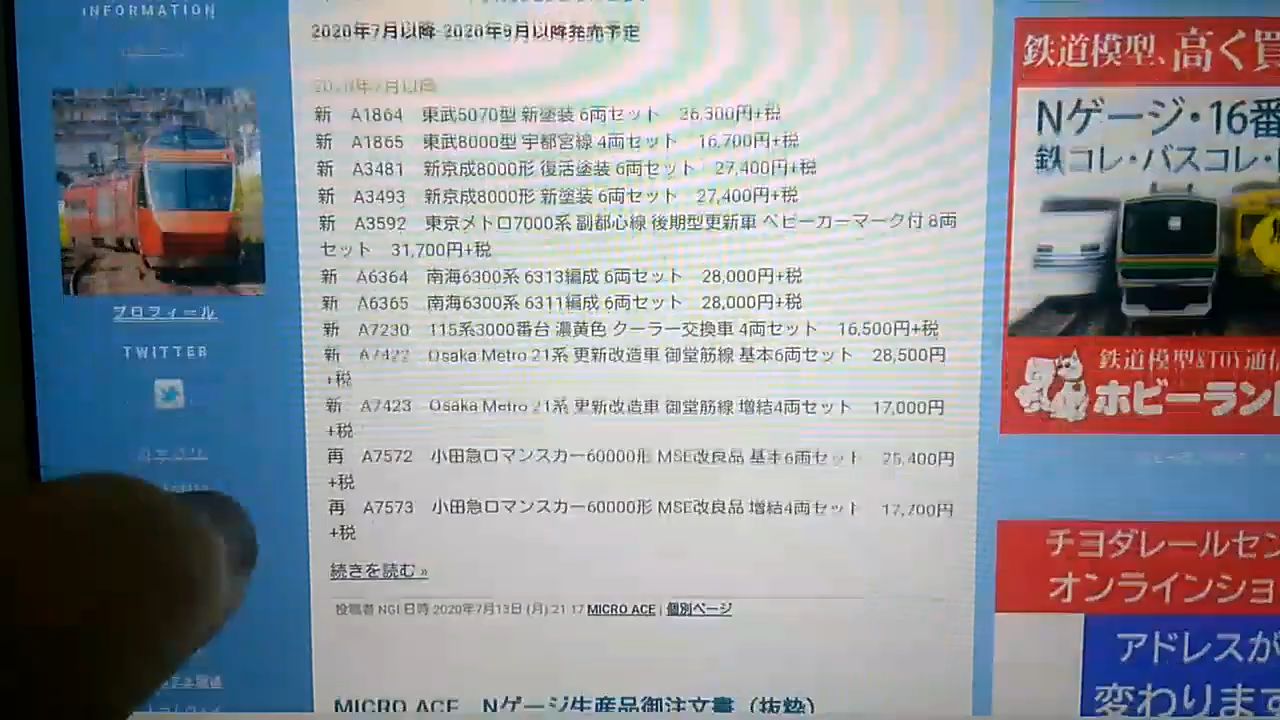 INFORMATION
2020年7月以降-2020年9月以降発売予定
2020年7月以降
新 A1864 東武5070型 新塗装 6両セット 26,300円+税
新 A1865 東武8000型 宇都宮線 4両セット 16,700円+税
新 A3481 新京成8000形 復活塗装 6両セット 27,400円+税
新 A3493 新京成8000形 新塗装 6両セット 27,400円+税
新 A3592 東京メトロ7000系 副都心線 後期型更新車 ベビーカーマーク付 8両
セット 31,700円+税
新 A6364 南海6300系 6313編成 6両セット 28,000円+税
新 A6365 南海6300系 6311編成 6両セット 28,000円+税
新 A7230 115系3000番台 濃黄色 クーラー交換車 4両セット 16,500円+税
新 A7422 Osaka Metro 21系 更新改造車 御堂筋線 基本6両セット 28,500円
+税
新 A7423 Osaka Metro 21系 更新改造車 御堂筋線 増結4両セット 17,000円
+税
再 A7572 小田急ロマンスカー60000形 MSE改良品 基本6両セット 25,400円
+税
再 A7573 小田急ロマンスカー60000形 MSE改良品 増結4両セット 17,200円
+税
続きを読む »
投稿者 NGI 日時 2020年7月13日 (月) 21:17 MICRO ACE | 個別ページ
MICRO ACE Nゲージ生産品御注文書（抜粋）
プロフィール
TWITTER
鉄道模型、高く買
Nゲージ・16番
鉄コレ・バスコレ・
鉄道模型&TOY通信
ホビーラン
チヨダレールセン
オンラインショ
アドレスが
変わります